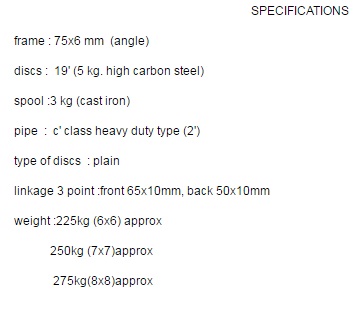 SPECIFICATIONS
frame : 75x6 mm (angle)
discs : 19' (5 kg. high carbon steel)
spool :3 kg (cast iron)
pipe : c' class heavy duty type (2')
type of discs : plain
linkage 3 point :front 65x10mm, back 50x10mm
weight :225kg (6x6) approx
250kg (7x7)approx
275kg(8x8)approx